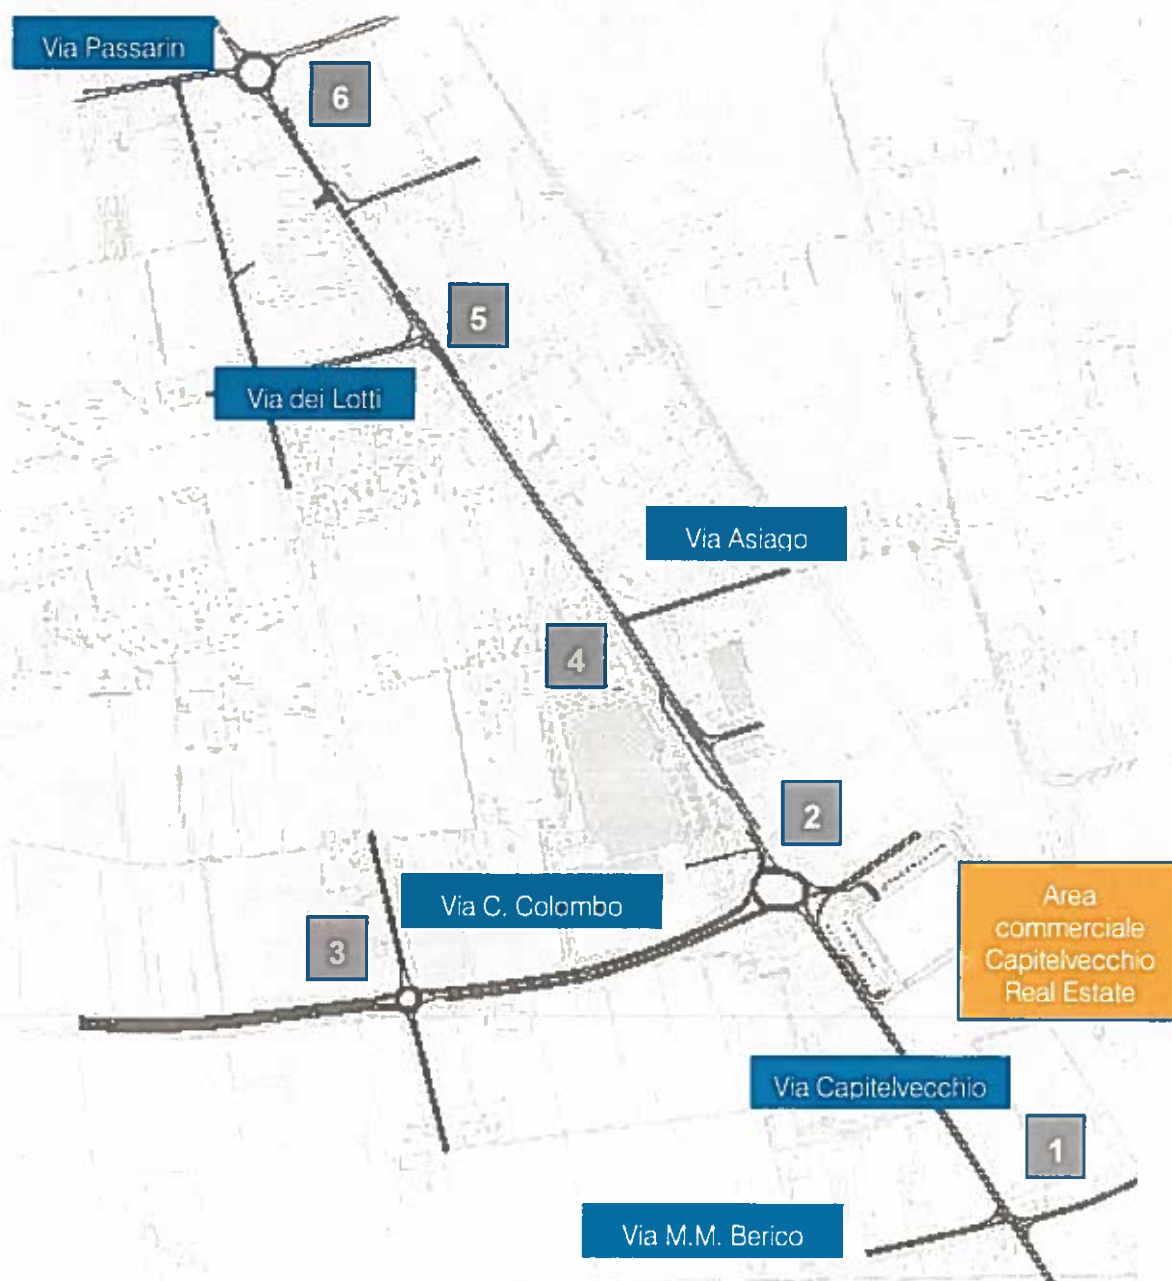 Via Passarin
6
5
Via dei Lotti
Via Asiago
4
2
Via C. Colombo
3
Area
commerciale
Capitelvecchio
Real Estate
Via Capitelvecchio
1
Via M.M. Berico